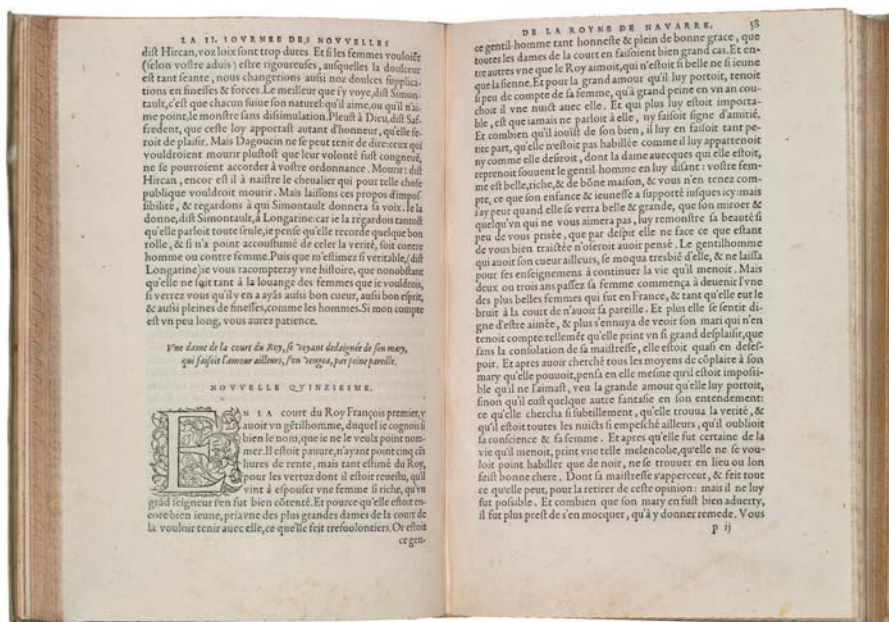 LA II. IOVRNEE DES NOVVELLES
dist Hircan, voz loix sont trop dures Et si les femmes vouloiēt
(selon vostre aduis) estre rigoureuses, ausquelles la doulceur
est tant seante, nous changerions aussi noz doulces supplica-
tions en finesses & forces. Le meilleur que i'y voye, dist Simon-
tault, c'est que chacun suiue son naturel: qu'il aime, ou qu'il n'ai-
me point, le monstre sans dissimulation. Pleust à Dieu, dist Saf-
fredent, que ceste loy apportast autant d'honneur, qu'elle fe-
roit de plaisir. Mais Dagoucin ne se peut tenir de dire: ceux qui
vouldroient mourir plustost que leur volonté fust congneuë,
ne se pourroient accorder à vostre ordonnance. Mourir: dist
Hircan, encor est il à naistre le cheualier qui pour telle chose
publique vouldroit mourir. Mais laissons ces propos d'impos-
sibilité, & regardons à qui Simontault donnera sa voix. Ie la
donne, dist Simontault, à Longarine: car ie la regardois tantost
qu'elle parloit toute seule, ie pense qu'elle recorde quelque bon
rolle, & si n'a point accoustumé de celer la verité, soit contre
homme ou contre femme. Puis que m'estimez si veritable, (dist
Longarine) ie vous racompteray vne histoire, que nonobstant
qu'elle ne soit tant à la louange des femmes que ie vouldrois,
si verrez vous qu'il y en a ayās aussi bon cueur, aussi bon esprit,
& aussi pleines de finesses, comme les hommes. Si mon compte
est vn peu long, vous aurez patience.
Vne dame de la court du Roy, se voyant dedaignée de son mary,
qui faisoit l'amour ailleurs, s'en vengea, par peine pareille.
NOVVELLE QVINZIESME.
EN LA court du Roy François premier, y
auoit vn gētilhomme, duquel ie cognois si
bien le nom, que ie ne le veulx point nom-
mer. Il estoit pauure, n'ayant point cinq cēs
liures de rente, mais tant estimé du Roy,
pour les vertuz dont il estoit reuestu, qu'il
vint à espouser vne femme si riche, qu'vn
grād seigneur s'en fut bien cōtenté. Et pource qu'elle estoit en-
core bien ieune, pria vne des plus grandes dames de la court de
la vouloir tenir auec elle, ce que elle feit tresuolontiers. Or estoit
ce gen-
DE LA ROYNE DE NAVARRE. 58
ce gentil-homme tant honneste & plein de bonne grace, que
toutes les dames de la court en faisoient bien grand cas. Et en-
tre autres vne que le Roy aimoit, qui n'estoit si belle ne si ieune
que la sienne. Et pour la grand amour qu'il luy portoit, tenoit
si peu de compte de sa femme, qu'à grand peine en vn an cou-
choit il vne nuict auec elle. Et qui plus luy estoit importa-
ble, est que iamais ne parloit à elle, ny faisoit signe d'amitié.
Et combien qu'il iouïst de son bien, il luy en faisoit tant pe-
tite part, qu'elle n'estoit pas habillée comme il luy appartenoit
ny comme elle desiroit, dont la dame auecques qui elle estoit,
reprenoit souuent le gentil-homme en luy disant: vostre fem-
me est belle, riche, & de bōne maison, & vous n'en tenez com-
pte, ce que son enfance & ieunesse a supporté iusques icy: mais
i'ay peur quand elle se verra belle & grande, que son miroer &
quelqu'vn qui ne vous aimera pas, luy remonstre sa beauté si
peu de vous prisée, que par despit elle ne face ce que estant
de vous bien traictée n'oseroit auoir pensé. Le gentilhomme
qui auoit son cueur ailleurs, se moqua tresbiē d'elle, & ne laissa
pour ses enseignemens à continuer la vie qu'il menoit. Mais
deux ou trois ans passez sa femme commença à deuenir l'vne
des plus belles femmes qui fut en France, & tant qu'elle eut le
bruit à la court de n'auoir sa pareille. Et plus elle se sentit di-
gne d'estre aimée, & plus s'ennuya de veoir son mari qui n'en
tenoit compte: tellemēt qu'elle print vn si grand desplaisir, que
sans la consolation de sa maistresse, elle estoit quasi en deses-
poir. Et apres auoir cherché tous les moyens de cōplaire à son
mary qu'elle pouuoit, pensa en elle mesme qu'il estoit impossi-
ble qu'il ne l'aimast, veu la grande amour qu'elle luy portoit,
sinon qu'il eust quelque autre fantasie en son entendement:
ce qu'elle chercha si subtillement, qu'elle trouua la verité, &
qu'il estoit toutes les nuicts si empesché ailleurs, qu'il oublioit
sa conscience & sa femme. Et apres qu'elle fut certaine de la
vie qu'il menoit, print vne telle melencolie, qu'elle ne se vou-
loit point habiller que de noir, ne se trouuer en lieu ou lon
feist bonne chere. Dont sa maistresse s'apperceut, & feit tout
ce qu'elle peut, pour la retirer de ceste opinion: mais il ne luy
fut possible. Et combien que son mary en fust bien aduerty,
il fut plus prest de s'en mocquer, qu'à y donner remede. Vous
p ij